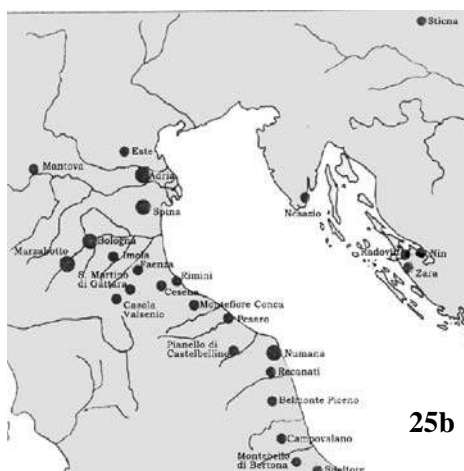 Sticna
Este
Mantova
Adria
Spina
Nesazio
Bologna
Marzabotto
Imola
Faenza
S. Martino
di Gattara
Rimini
Cesena
Casola
Valsenio
Montefiore Conca
Pesaro
Radovin
Nin
Zara
Pianello di
Castelbellino
Numana
Recanati
Belmonte Piceno
25b
Campovalano
Montebello
di Bertona